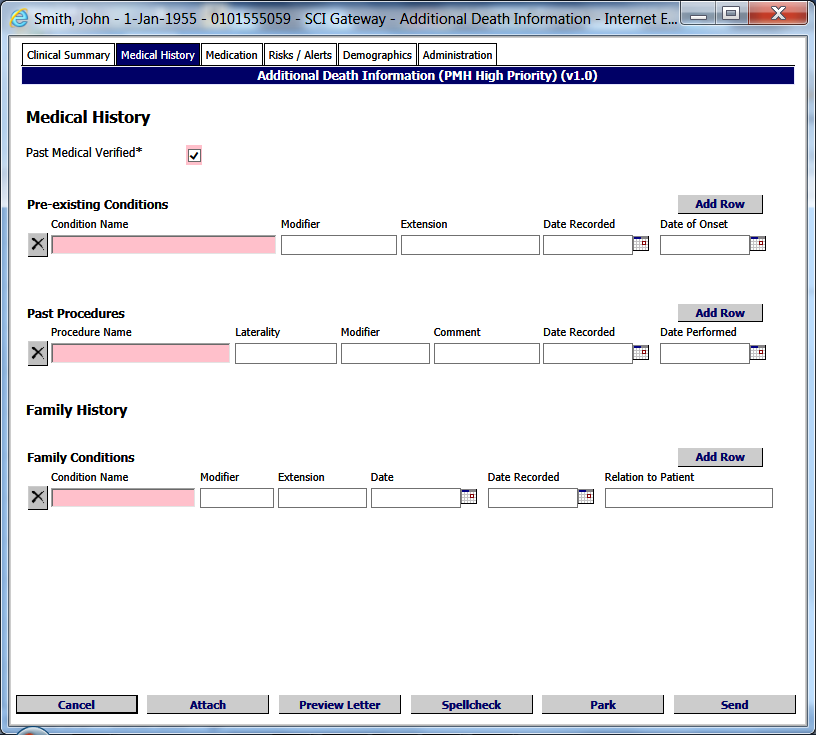 Smith, John - 1-Jan-1955 - 0101555059 - SCI Gateway - Additional Death Information - Internet E...
Clinical Summary Medical History Medication Risks / Alerts Demographics Administration
Additional Death Information (PMH High Priority) (v1.0)
Medical History
Past Medical Verified*
Pre-existing Conditions Add Row
Condition Name Modifier Extension Date Recorded Date of Onset
Past Procedures Add Row
Procedure Name Laterality Modifier Comment Date Recorded Date Performed
Family History
Family Conditions Add Row
Condition Name Modifier Extension Date Date Recorded Relation to Patient
Cancel Attach Preview Letter Spellcheck Park Send